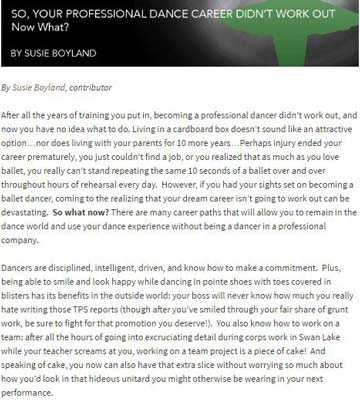 SO, YOUR PROFESSIONAL DANCE CAREER DIDN'T WORK OUT
Now What?
BY SUSIE BOYLAND
By Susie Boyland, contributor
After all the years of training you put in, becoming a professional dancer didn't work out, and
now you have no idea what to do. Living in a cardboard box doesn't sound like an attractive
option…nor does living with your parents for 10 more years…Perhaps injury ended your
career prematurely, you just couldn't find a job, or you realized that as much as you love
ballet, you really can't stand repeating the same 10 seconds of a ballet over and over
throughout hours of rehearsal every day.  However, if you had your sights set on becoming a
ballet dancer, coming to the realizing that your dream career isn't going to work out can be
devastating.  So what now? There are many career paths that will allow you to remain in the
dance world and use your dance experience without being a dancer in a professional
company.
Dancers are disciplined, intelligent, driven, and know how to make a commitment.  Plus,
being able to smile and look happy while dancing in pointe shoes with toes covered in
blisters has its benefits in the outside world: your boss will never know how much you really
hate writing those TPS reports (though after you've smiled through your fair share of grunt
work, be sure to fight for that promotion you deserve!).  You also know how to work on a
team: after all the hours of going into excruciating detail during corps work in Swan Lake
while your teacher screams at you, working on a team project is a piece of cake!  And
speaking of cake, you now can also have that extra slice without worrying so much about
how you'd look in that hideous unitard you might otherwise be wearing in your next
performance.